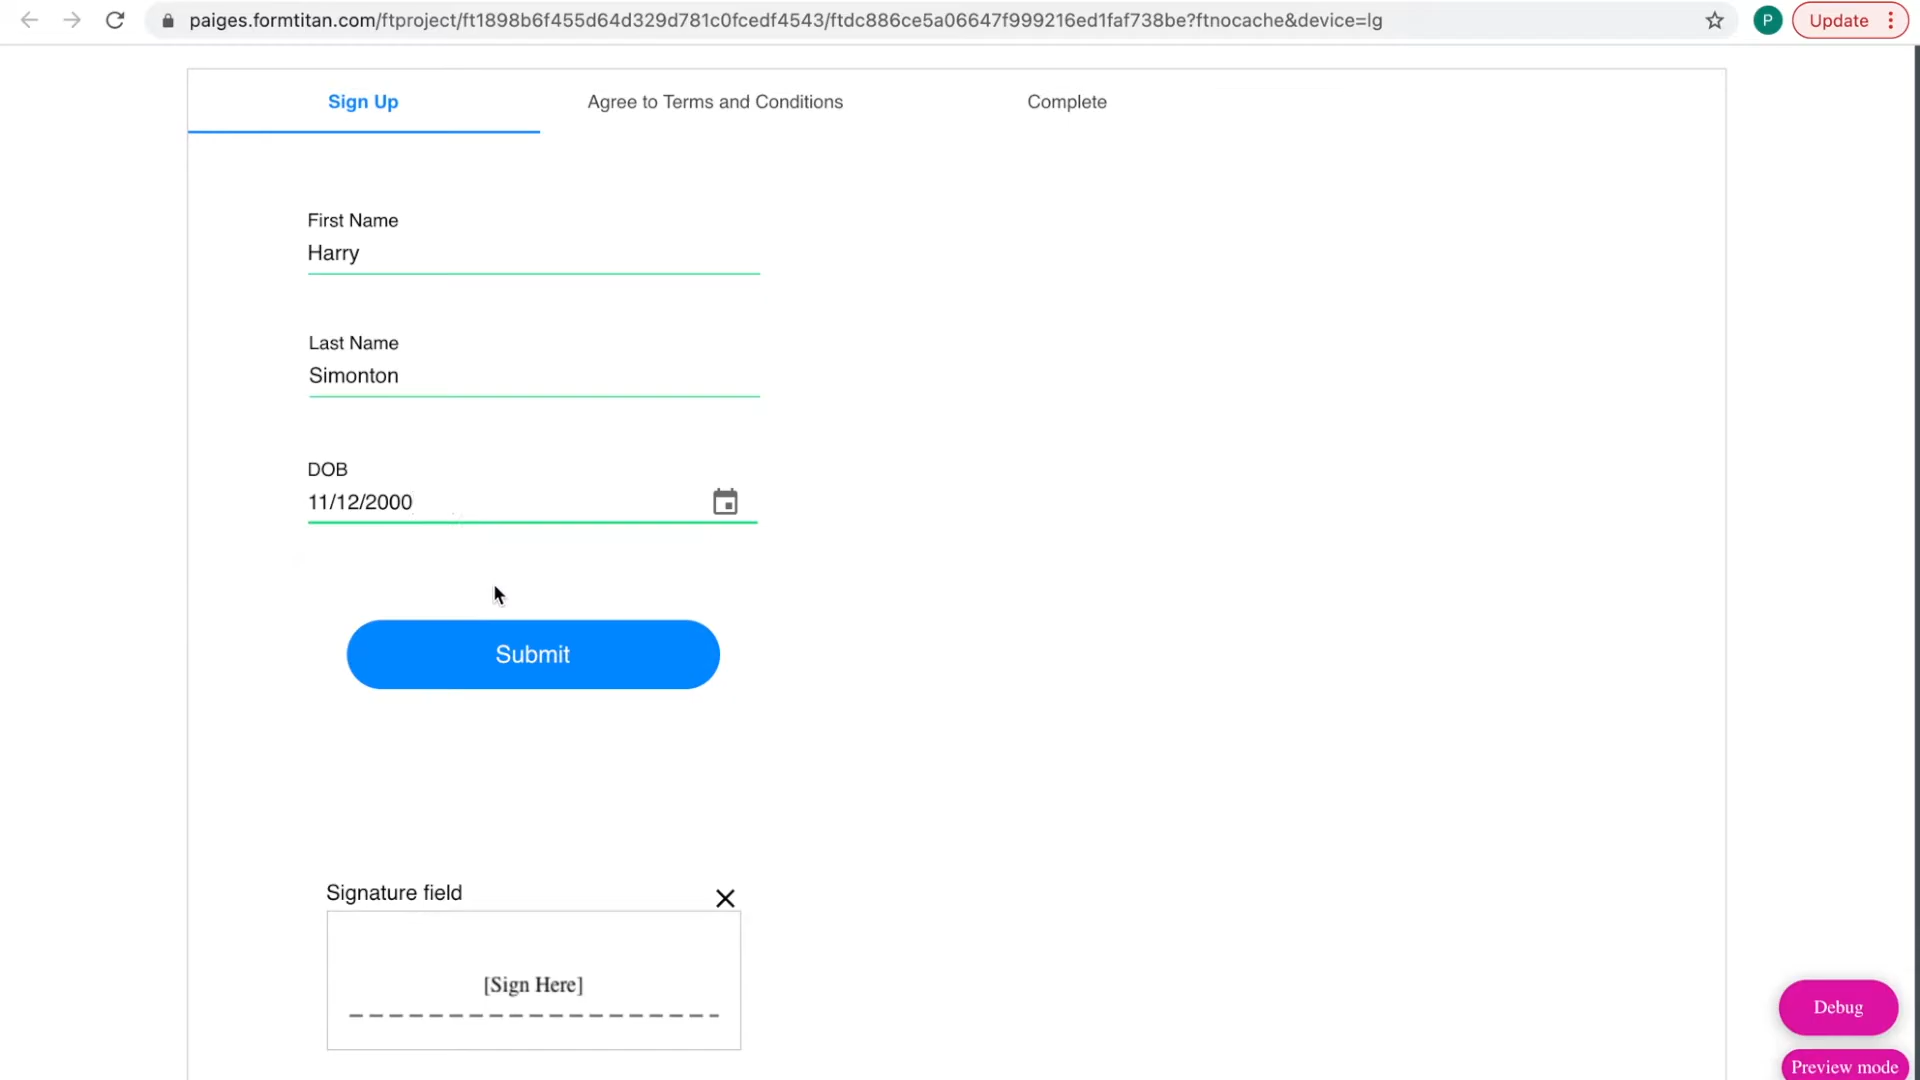 paiges.formtitan.com/ftproject/ft1898b6f455d64d329d781c0fcedf4543/ftdc886ce5a06647f999216ed1faf738be?ftnocache&device=lg
P
Update
Sign Up
Agree to Terms and Conditions
Complete
First Name
Harry
Last Name
Simonton
DOB
11/12/2000
Submit
Signature field
[Sign Here]
Debug
Preview mode